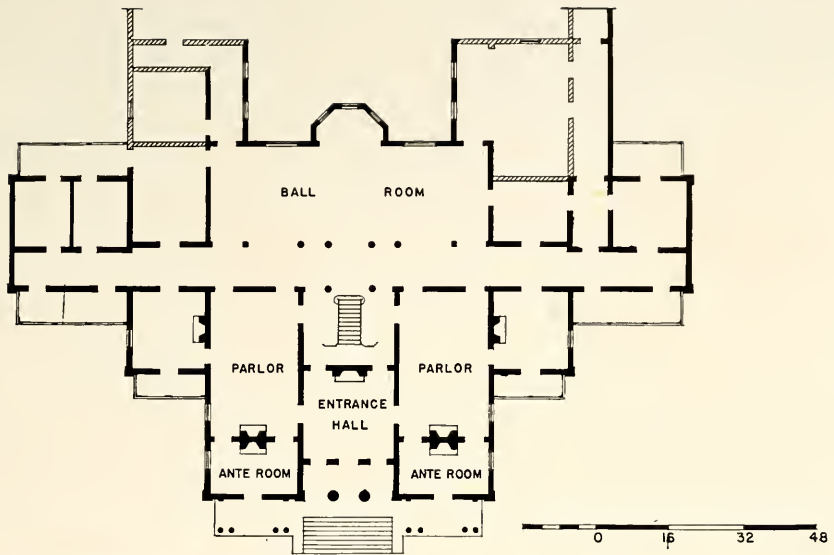 BALL ROOM
PARLOR PARLOR
ENTRANCE
HALL
ANTE ROOM ANTE ROOM
0 16 32 48